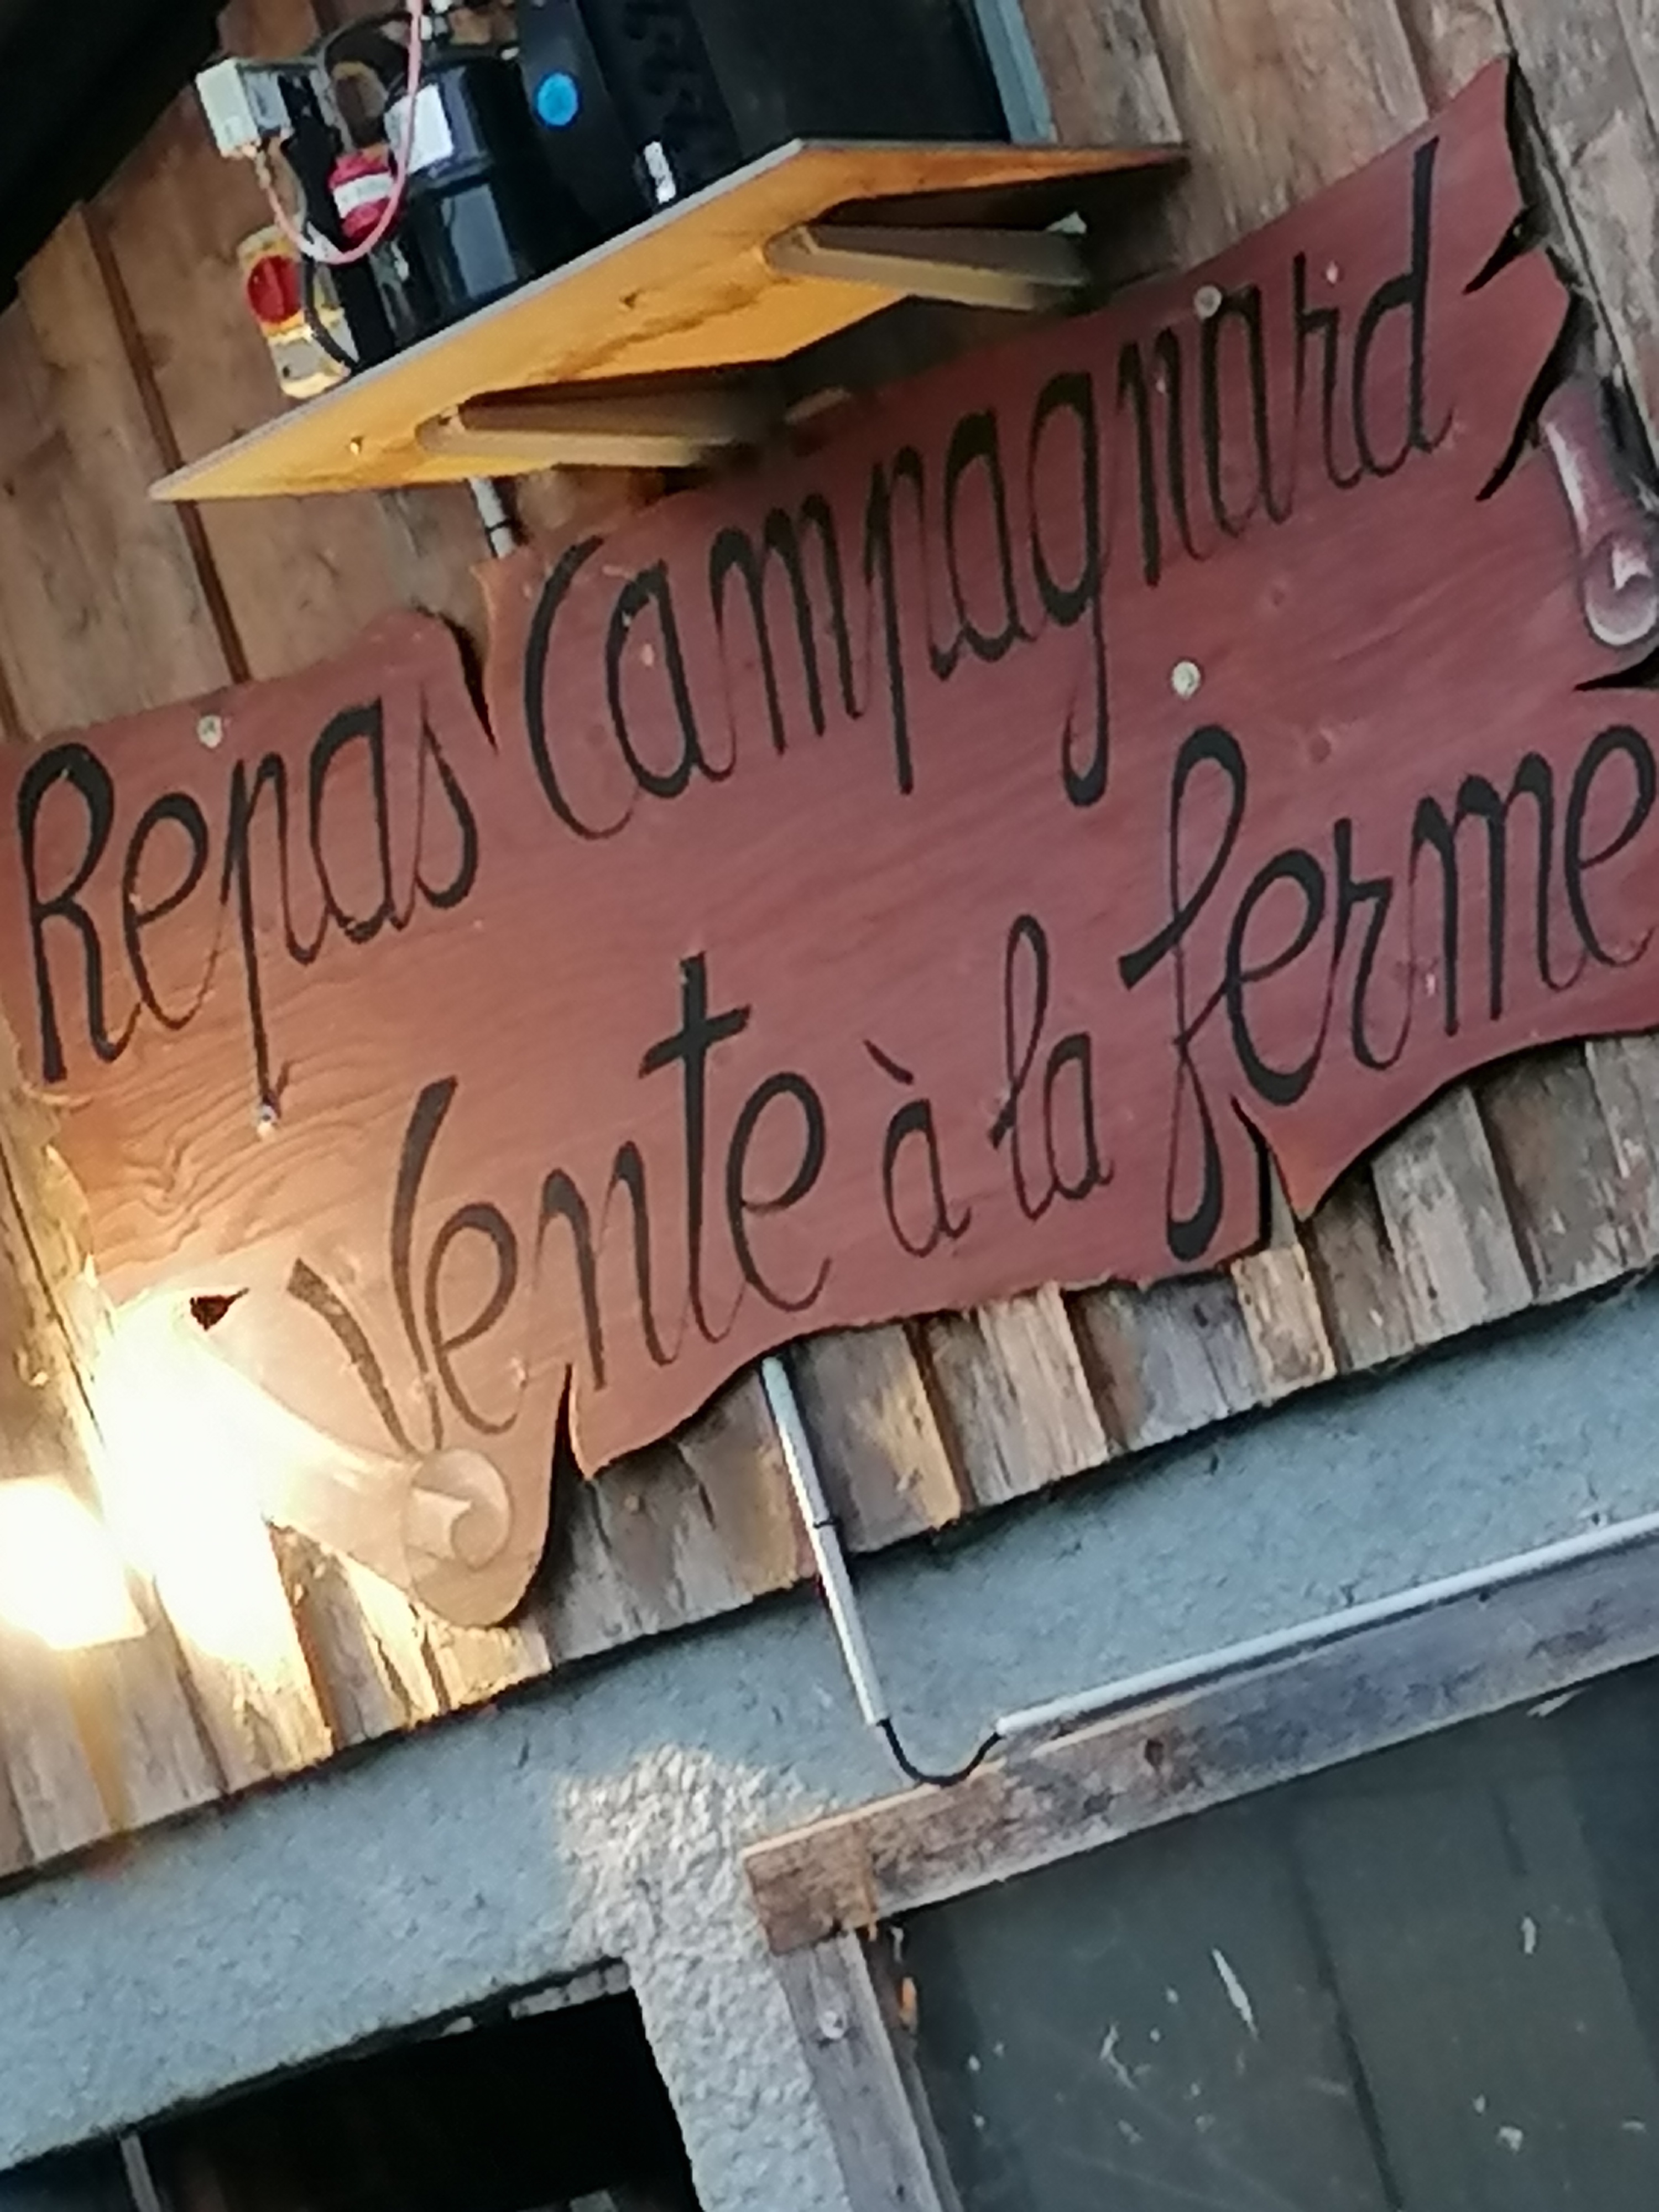 Repas Campagnard
Vente à la ferme